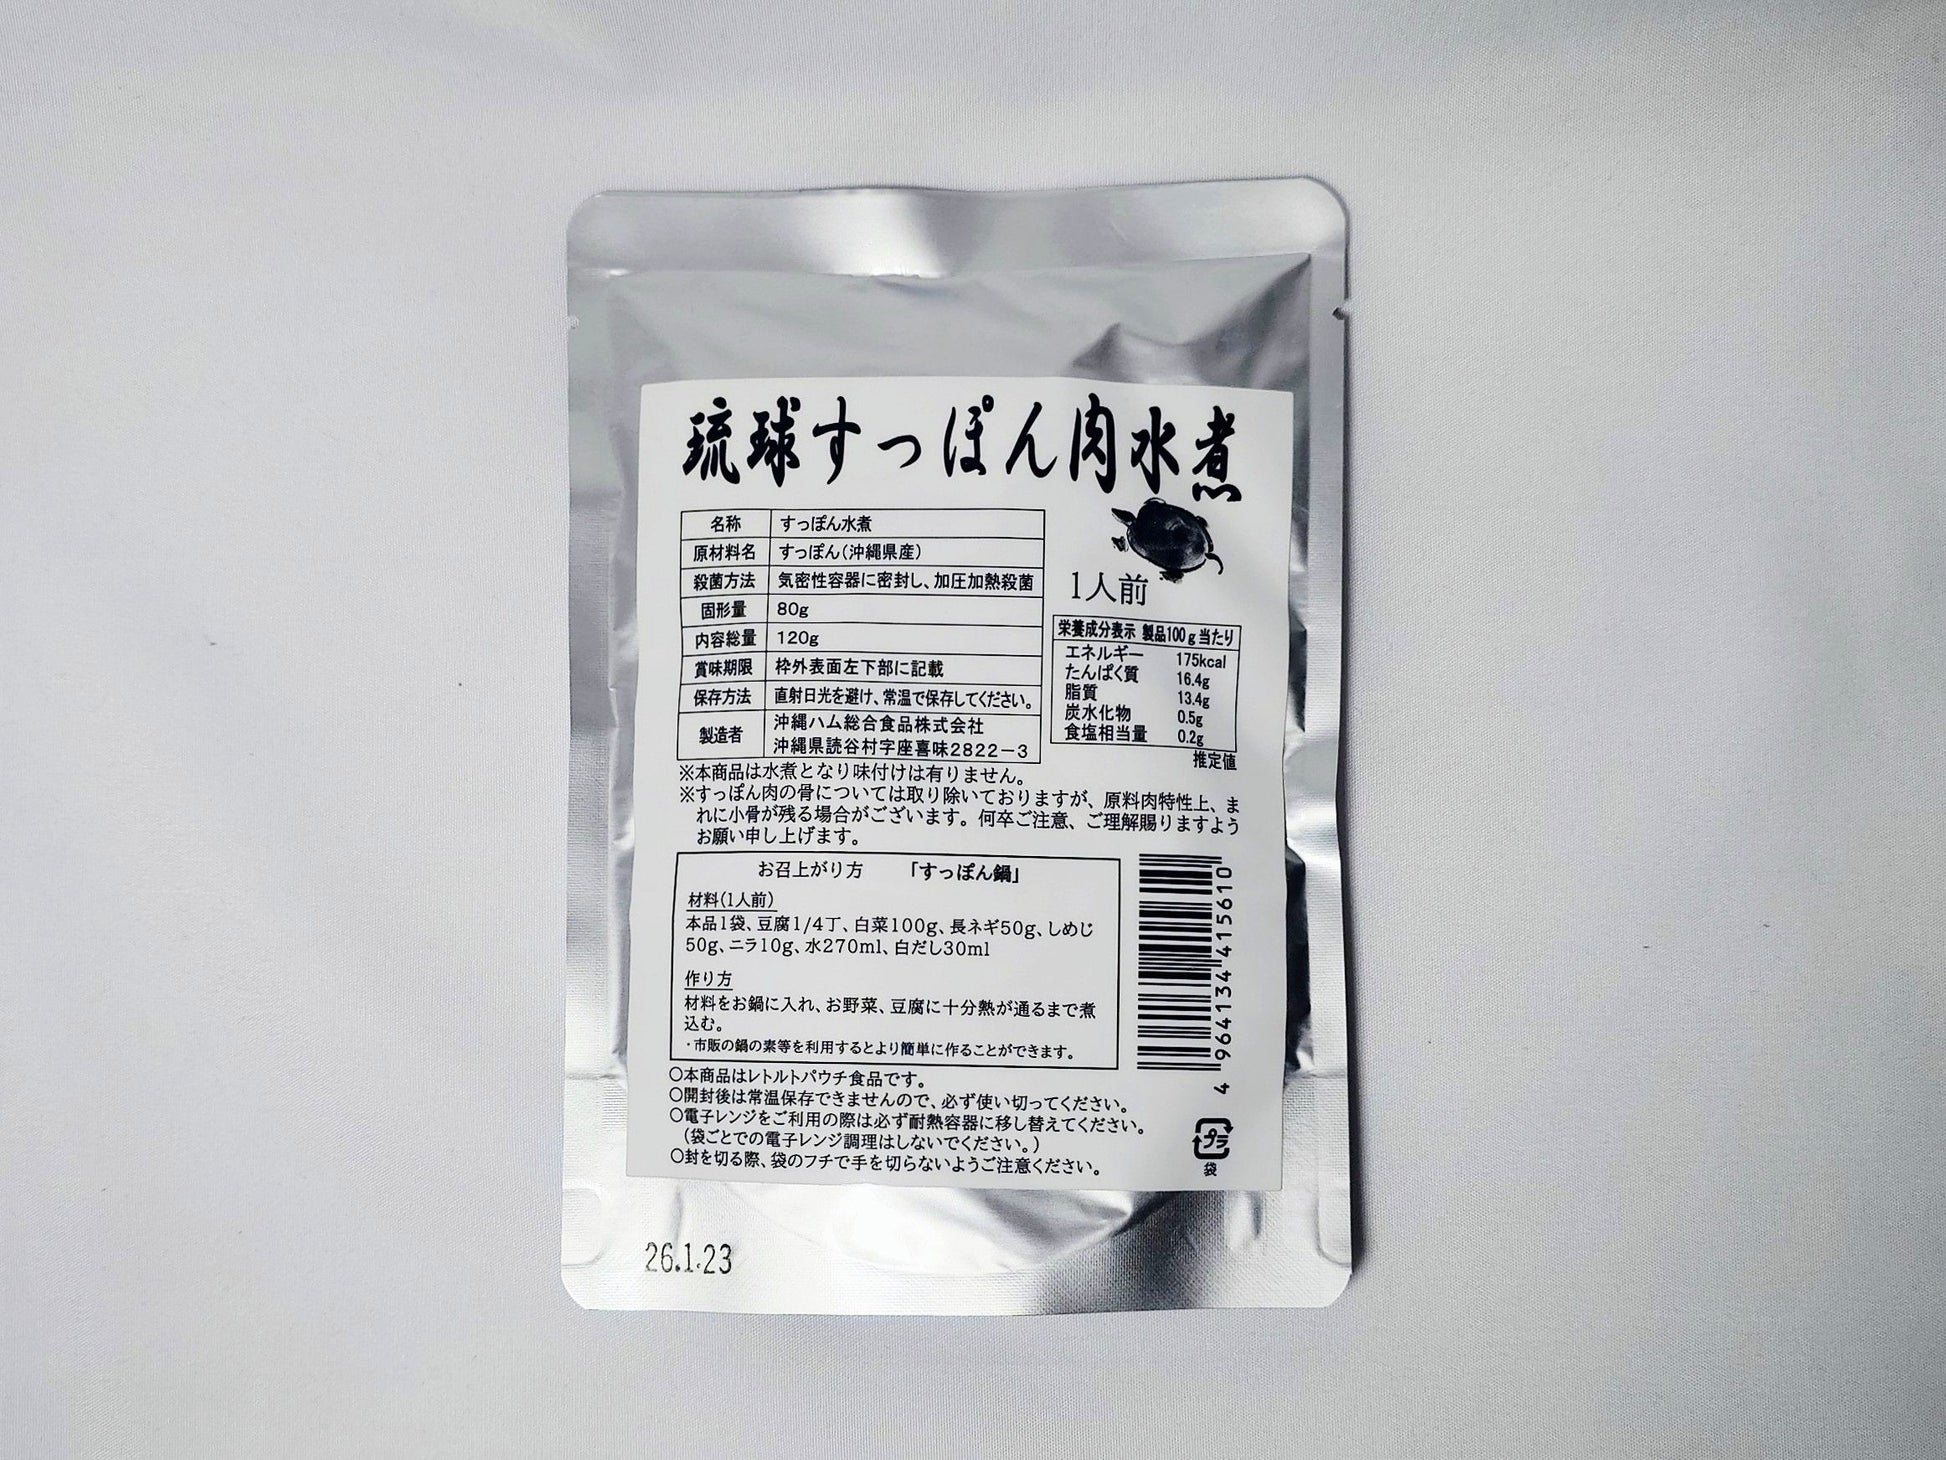 琉球すっぽん肉水煮
名称 すっぽん水煮
原材料名 すっぽん(沖縄県産)
殺菌方法 気密性容器に密封し、加圧加熱殺菌
固形量 80g
内容総量 120g
賞味期限 枠外表面左下部に記載
保存方法 直射日光を避け、常温で保存してください。
製造者 沖縄ハム総合食品株式会社
沖縄県読谷村字座喜味2822-3
1人前
栄養成分表示 製品100g当たり
エネルギー 175kcal
たんぱく質 16.4g
脂質 13.4g
炭水化物 0.5g
食塩相当量 0.2g
推定値
※本商品は水煮となり味付けは有りません。
※すっぽん肉の骨については取り除いておりますが、原料肉特性上、ま
れに小骨が残る場合がございます。何卒ご注意、ご理解賜りますよう
お願い申し上げます。
お召上がり方 「すっぽん鍋」
材料(1人前)
本品1袋、豆腐1/4丁、白菜100g、長ネギ50g、しめじ
50g、ニラ10g、水270ml、白だし30ml
作り方
材料をお鍋に入れ、お野菜、豆腐に十分熱が通るまで煮
込む。
・市販の鍋の素等を利用するとより簡単に作ることができます。
4 964134 415610
○本商品はレトルトパウチ食品です。
○開封後は常温保存できませんので、必ず使い切ってください。
○電子レンジをご利用の際は必ず耐熱容器に移し替えてください。
(袋ごとでの電子レンジ調理はしないでください。)
○封を切る際、袋のフチで手を切らないようご注意ください。
プラ
袋
26.1.23